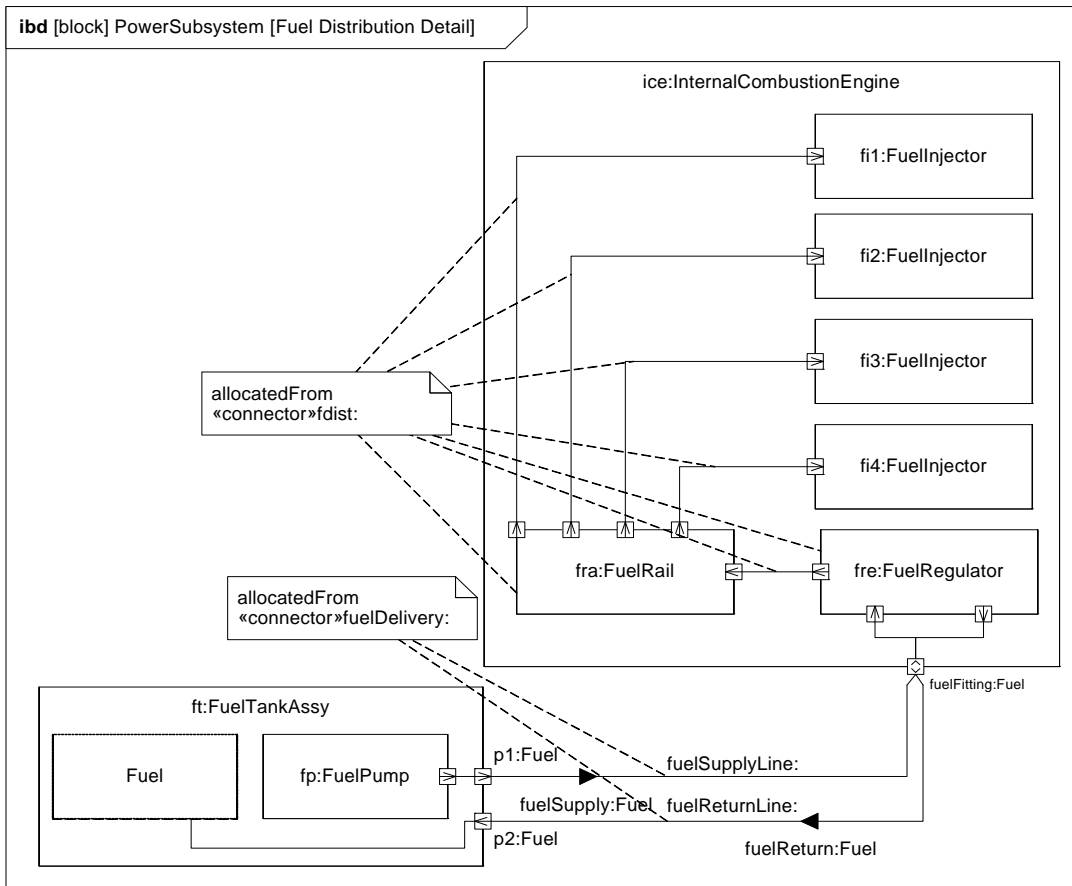 ibd [block] PowerSubsystem [Fuel Distribution Detail]
ice:InternalCombustionEngine
fi1:FuelInjector
fi2:FuelInjector
fi3:FuelInjector
allocatedFrom
«connector»fdist:
fi4:FuelInjector
fra:FuelRail
fre:FuelRegulator
allocatedFrom
«connector»fuelDelivery:
fuelFitting:Fuel
ft:FuelTankAssy
p1:Fuel
Fuel
fp:FuelPump
fuelSupplyLine:
fuelSupply:Fuel
fuelReturnLine:
p2:Fuel
fuelReturn:Fuel